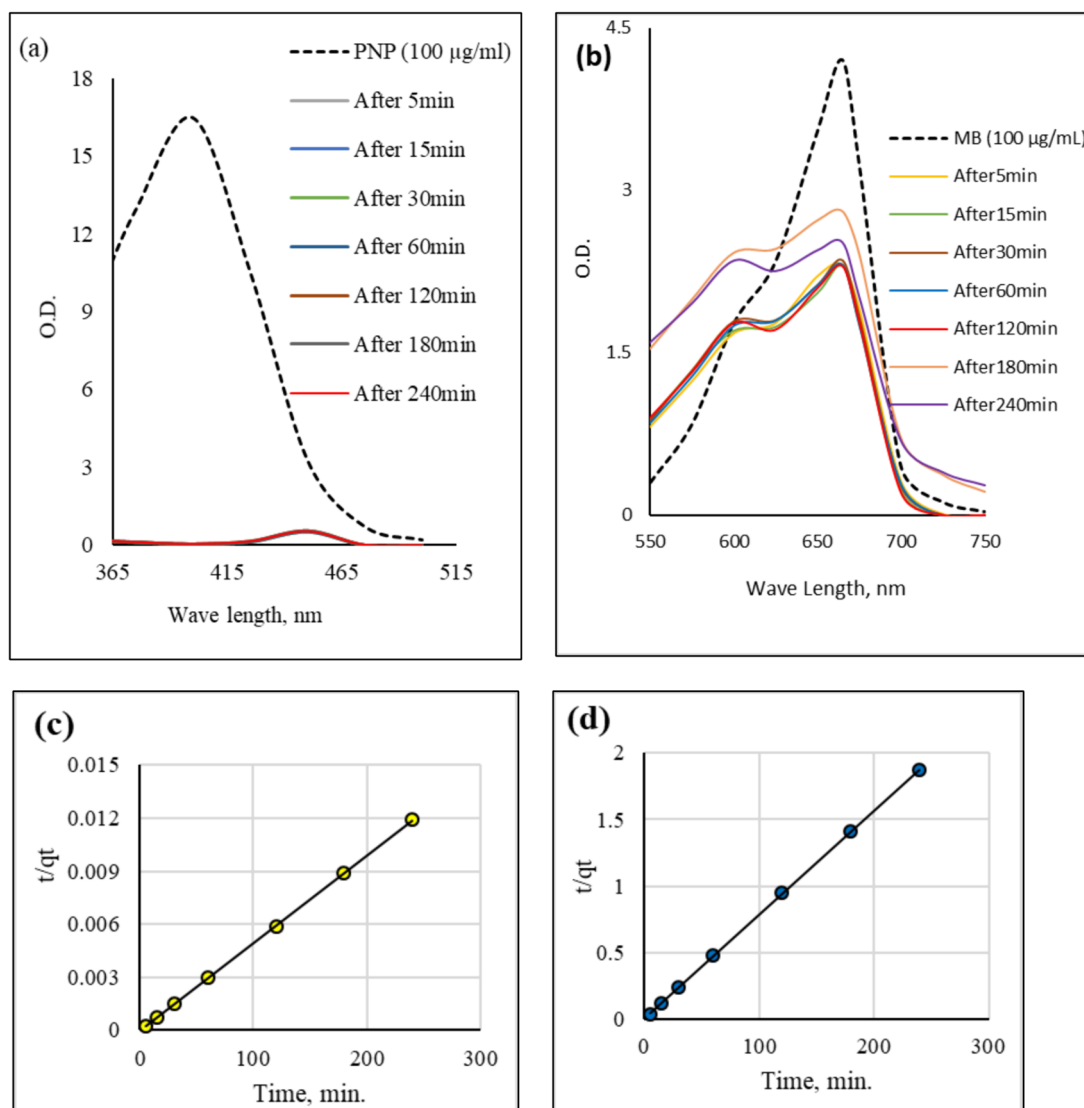 (a)
PNP (100 µg/ml)
After 5min
After 15min
After 30min
After 60min
After 120min
After 180min
After 240min
18
15
12
9
6
3
0
O.D.
365 415 465 515
Wave length, nm
(b)
4.5
3
1.5
0
O.D.
MB (100 µg/mL)
After5min
After15min
After30min
After60min
After120min
After180min
After240min
550 600 650 700 750
Wave Length, nm
(c)
0.015
0.012
0.009
0.006
0.003
0
t/qt
0 100 200 300
Time, min.
(d)
2
1.5
1
0.5
0
t/qt
0 100 200 300
Time, min.